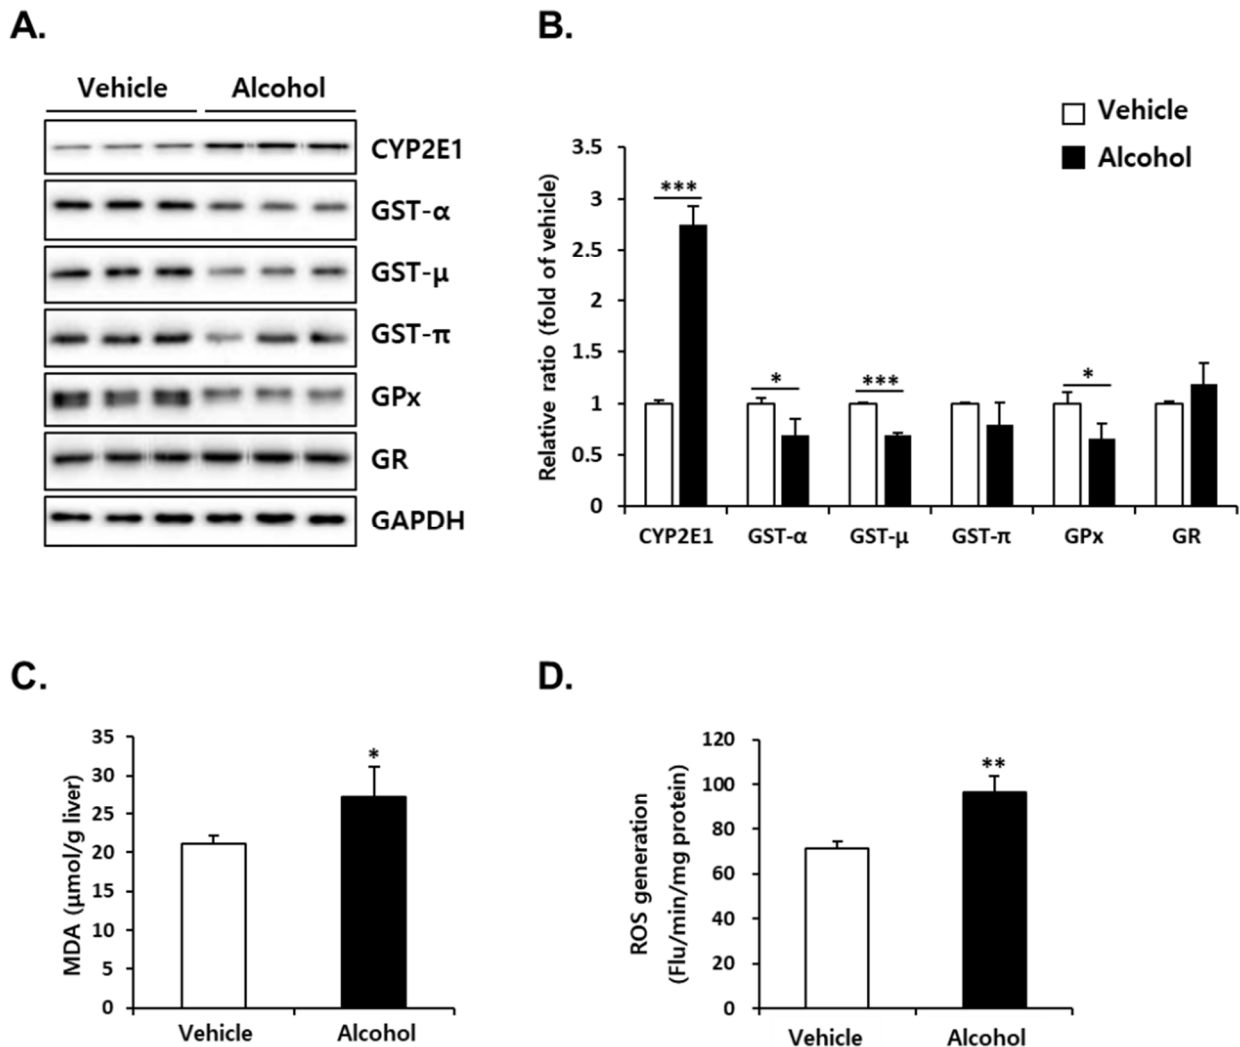 A.
Vehicle Alcohol
CYP2E1
GST-α
GST-μ
GST-π
GPx
GR
GAPDH
B.
Vehicle
Alcohol
Relative ratio (fold of vehicle)
3.5
3
2.5
2
1.5
1
0.5
0
***
*
***
*
CYP2E1 GST-α GST-μ GST-π GPx GR
C.
MDA (μmol/g liver)
35
30
25
20
15
10
5
0
*
Vehicle Alcohol
D.
ROS generation
(Flu/min/mg protein)
120
100
80
60
40
20
0
**
Vehicle Alcohol